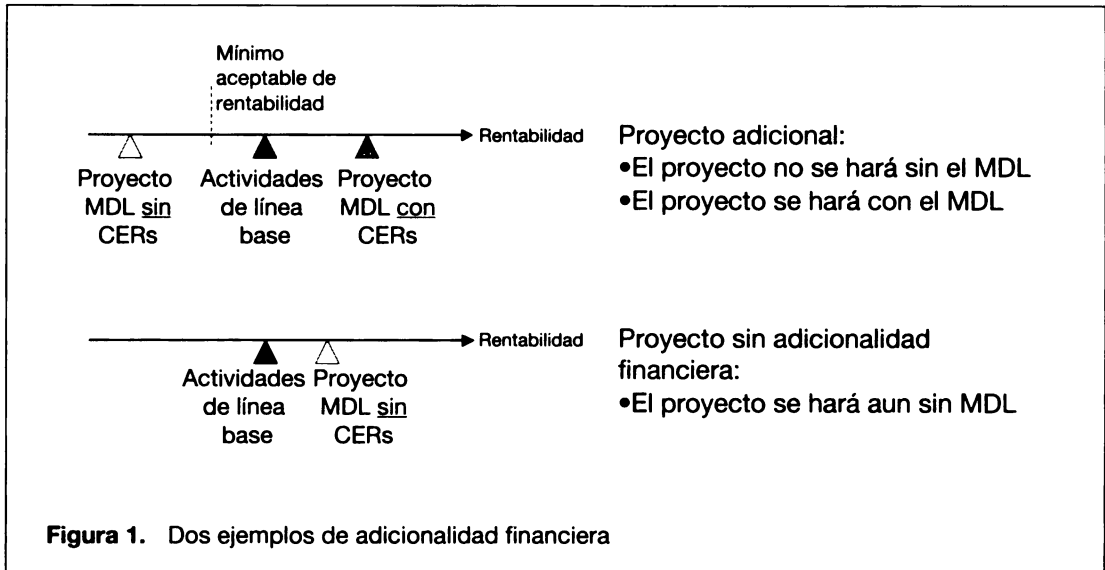 Mínimo
aceptable de
rentabilidad
Rentabilidad
Proyecto
MDL sin
CERs
Actividades
de línea
base
Proyecto
MDL con
CERs
Proyecto adicional:
•El proyecto no se hará sin el MDL
•El proyecto se hará con el MDL
Rentabilidad
Actividades
de línea
base
Proyecto
MDL sin
CERs
Proyecto sin adicionalidad
financiera:
•El proyecto se hará aun sin MDL
Figura 1. Dos ejemplos de adicionalidad financiera